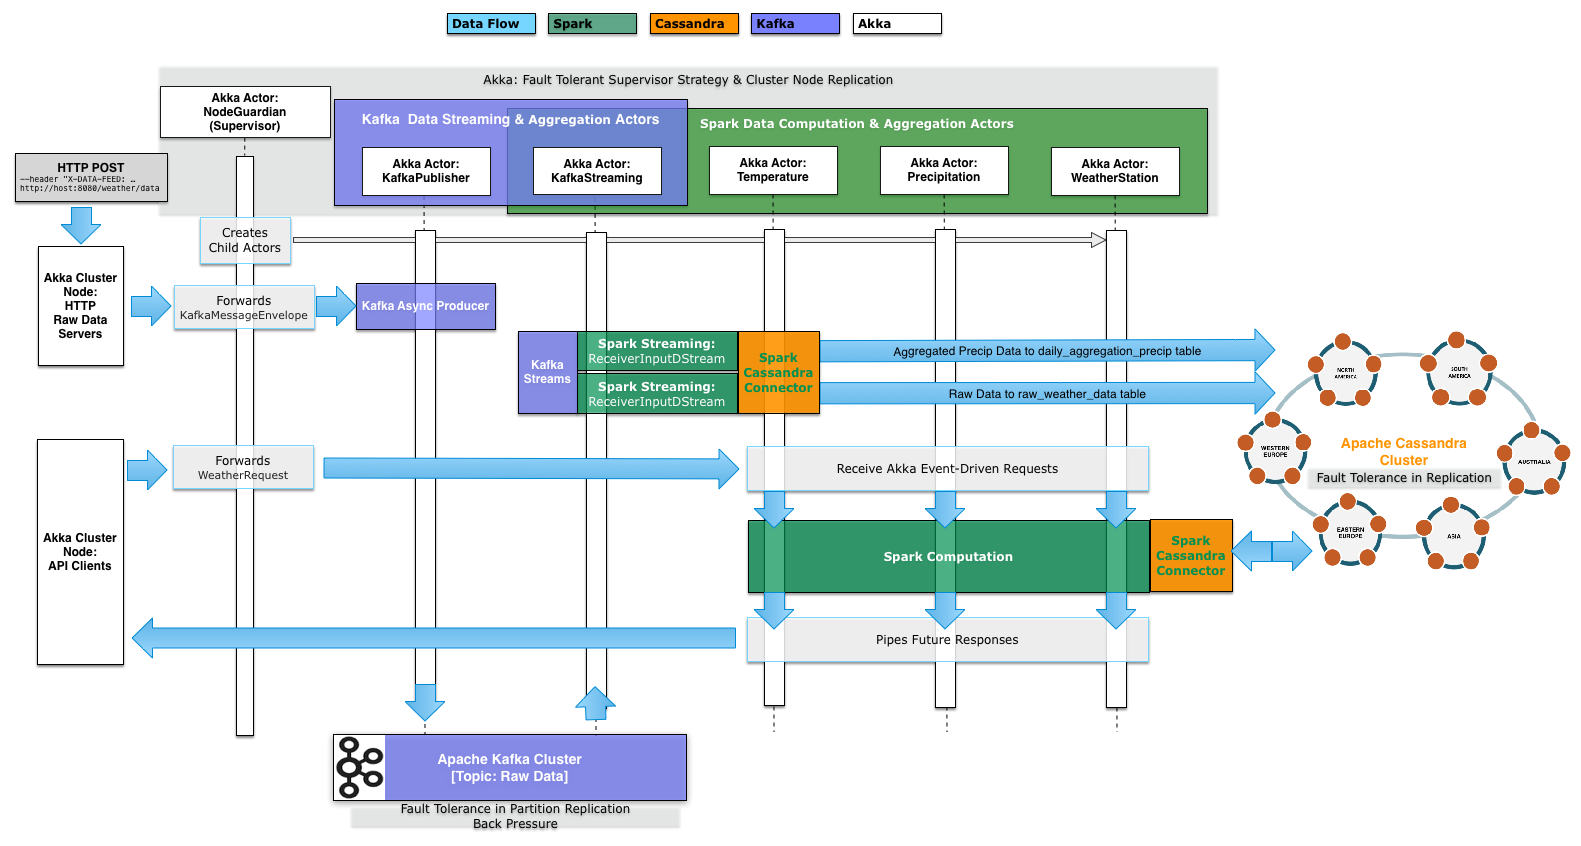 Data Flow
Spark
Cassandra
Kafka
Akka
Akka: Fault Tolerant Supervisor Strategy & Cluster Node Replication
Akka Actor:
NodeGuardian
(Supervisor)
Kafka  Data Streaming & Aggregation Actors
Spark Data Computation & Aggregation Actors
Akka Actor:
KafkaPublisher
Akka Actor:
KafkaStreaming
Akka Actor:
Temperature
Akka Actor:
Precipitation
Akka Actor:
WeatherStation
HTTP POST
--header "X-DATA-FEED: …
http://host:8080/weather/data
Creates
Child Actors
Akka Cluster
Node:
HTTP
Raw Data
Servers
Forwards
KafkaMessageEnvelope
Kafka Async Producer
Kafka
Streams
Spark Streaming:
ReceiverInputDStream
Spark Streaming:
ReceiverInputDStream
Spark
Cassandra
Connector
Aggregated Precip Data to daily_aggregation_precip table
Raw Data to raw_weather_data table
NORTH
AMERICA
SOUTH
AMERICA
WESTERN
EUROPE
Apache Cassandra
Cluster
Fault Tolerance in Replication
AUSTRALIA
EASTERN
EUROPE
ASIA
Akka Cluster
Node:
API Clients
Forwards
WeatherRequest
Receive Akka Event-Driven Requests
Spark Computation
Spark
Cassandra
Connector
Pipes Future Responses
Apache Kafka Cluster
[Topic: Raw Data]
Fault Tolerance in Partition Replication
Back Pressure